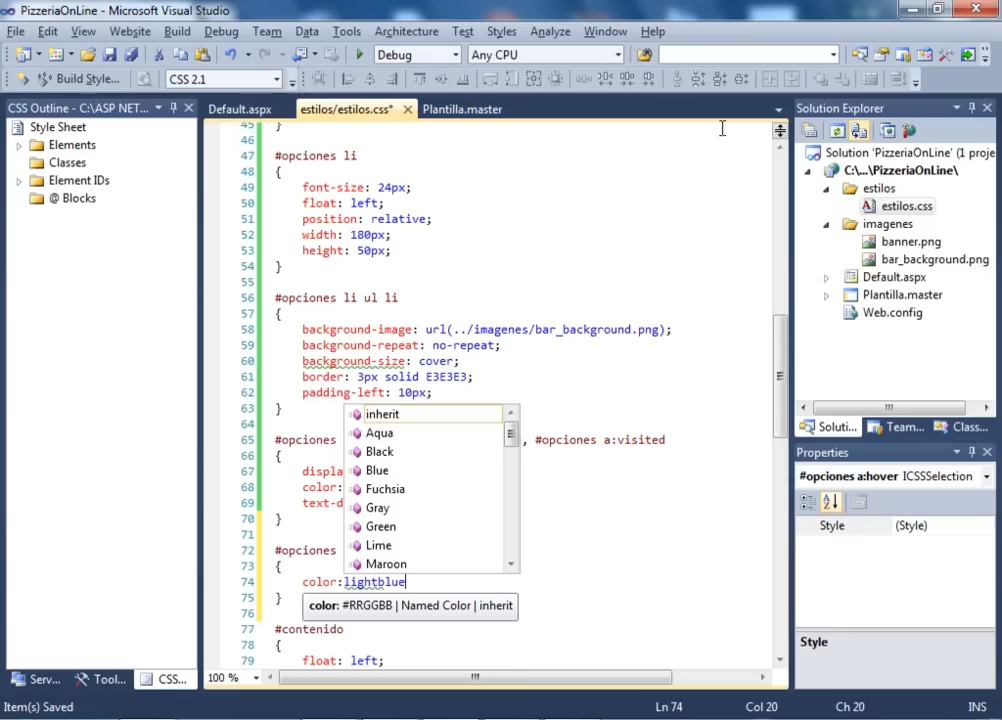 PizzeriaOnLine - Microsoft Visual Studio
File Edit View Website Build Debug Team Data Tools Architecture Test Styles Analyze Window Help
Debug Any CPU
Build Style... CSS 2.1
CSS Outline - C:\ASP NET...
Style Sheet
Elements
Classes
Element IDs
@ Blocks
Default.aspx estilos/estilos.css* Plantilla.master
45 }
46
47 #opciones li
48 {
49 font-size: 24px;
50 float: left;
51 position: relative;
52 width: 180px;
53 height: 50px;
54 }
55
56 #opciones li ul li
57 {
58 background-image: url(../imagenes/bar_background.png);
59 background-repeat: no-repeat;
60 background-size: cover;
61 border: 3px solid E3E3E3;
62 padding-left: 10px;
63 }
64
65 #opciones , #opciones a:visited
66 {
67 displa
68 color:
69 text-d
70 }
71
72 #opciones
73 {
74 color:lightblue
75 }
76
77 #contenido
78 {
79 float: left;
inherit
Aqua
Black
Blue
Fuchsia
Gray
Green
Lime
Maroon
color: #RRGGBB | Named Color | inherit
100 %
Solution Explorer
Solution 'PizzeriaOnLine' (1 proje
C:\...\PizzeriaOnLine\
estilos
estilos.css
imagenes
banner.png
bar_background.png
Default.aspx
Plantilla.master
Web.config
Soluti... Team... Class...
Properties
#opciones a:hover ICSSSelection
Style (Style)
Style
Serv... Tool... CSS...
Item(s) Saved Ln 74 Col 20 Ch 20 INS